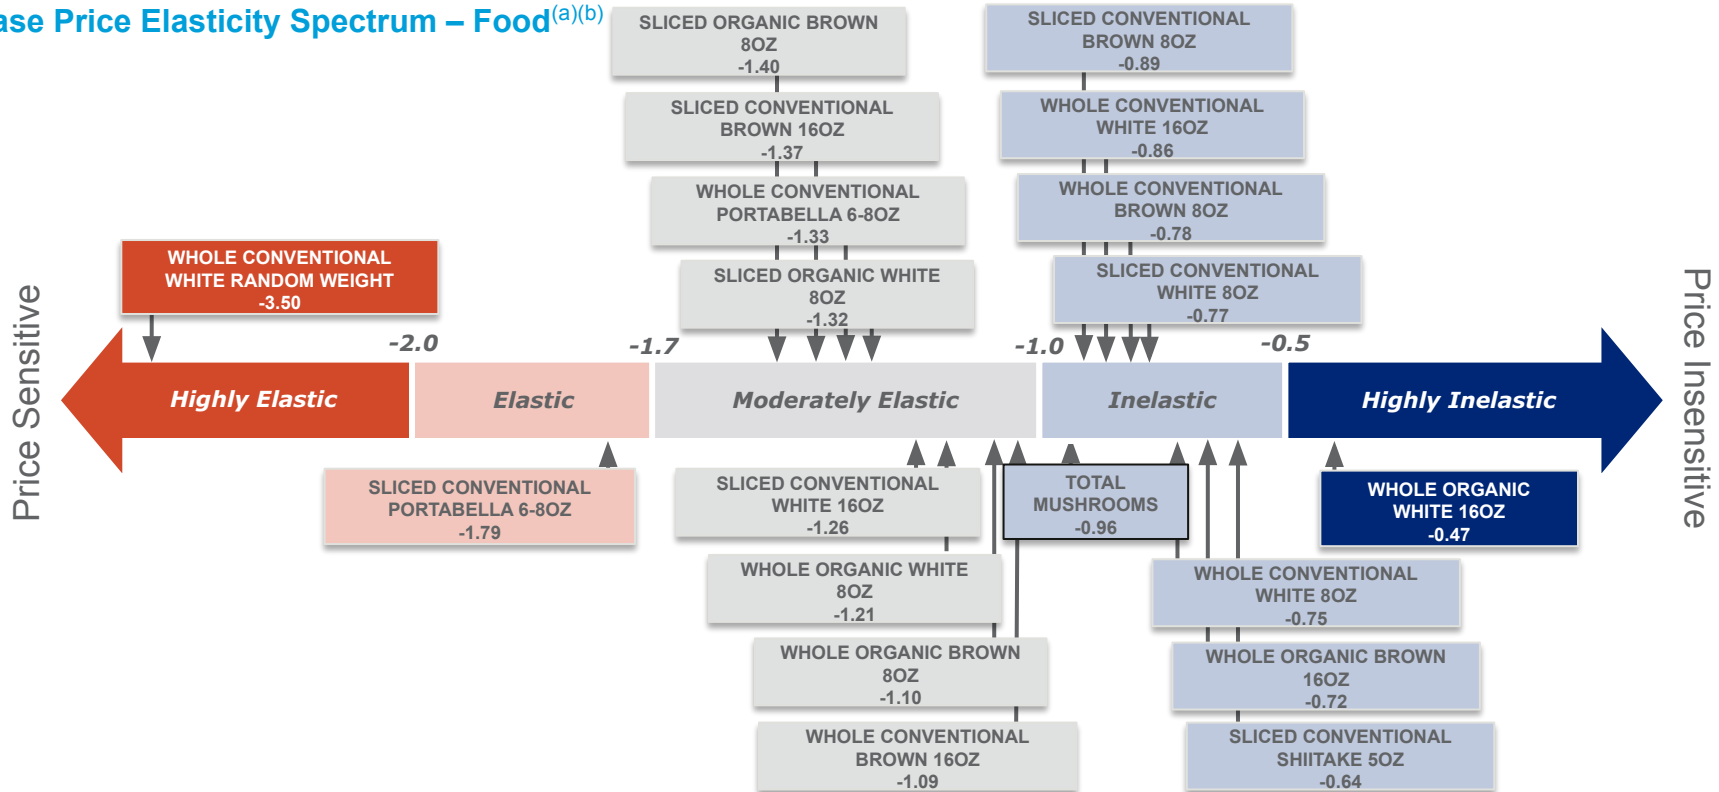 ase Price Elasticity Spectrum – Food(a)(b)
SLICED ORGANIC BROWN
8OZ
-1.40
SLICED CONVENTIONAL
BROWN 16OZ
-1.37
WHOLE CONVENTIONAL
PORTABELLA 6-8OZ
-1.33
SLICED ORGANIC WHITE
8OZ
-1.32
SLICED CONVENTIONAL
BROWN 8OZ
-0.89
WHOLE CONVENTIONAL
WHITE 16OZ
-0.86
WHOLE CONVENTIONAL
BROWN 8OZ
-0.78
SLICED CONVENTIONAL
WHITE 8OZ
-0.77
WHOLE CONVENTIONAL
WHITE RANDOM WEIGHT
-3.50
Price Sensitive
-2.0
-1.7
-1.0
-0.5
Price Insensitive
Highly Elastic
Elastic
Moderately Elastic
Inelastic
Highly Inelastic
SLICED CONVENTIONAL
PORTABELLA 6-8OZ
-1.79
SLICED CONVENTIONAL
WHITE 16OZ
-1.26
WHOLE ORGANIC WHITE
8OZ
-1.21
WHOLE ORGANIC BROWN
8OZ
-1.10
WHOLE CONVENTIONAL
BROWN 16OZ
-1.09
TOTAL
MUSHROOMS
-0.96
WHOLE CONVENTIONAL
WHITE 8OZ
-0.75
WHOLE ORGANIC BROWN
16OZ
-0.72
SLICED CONVENTIONAL
SHIITAKE 5OZ
-0.64
WHOLE ORGANIC
WHITE 16OZ
-0.47